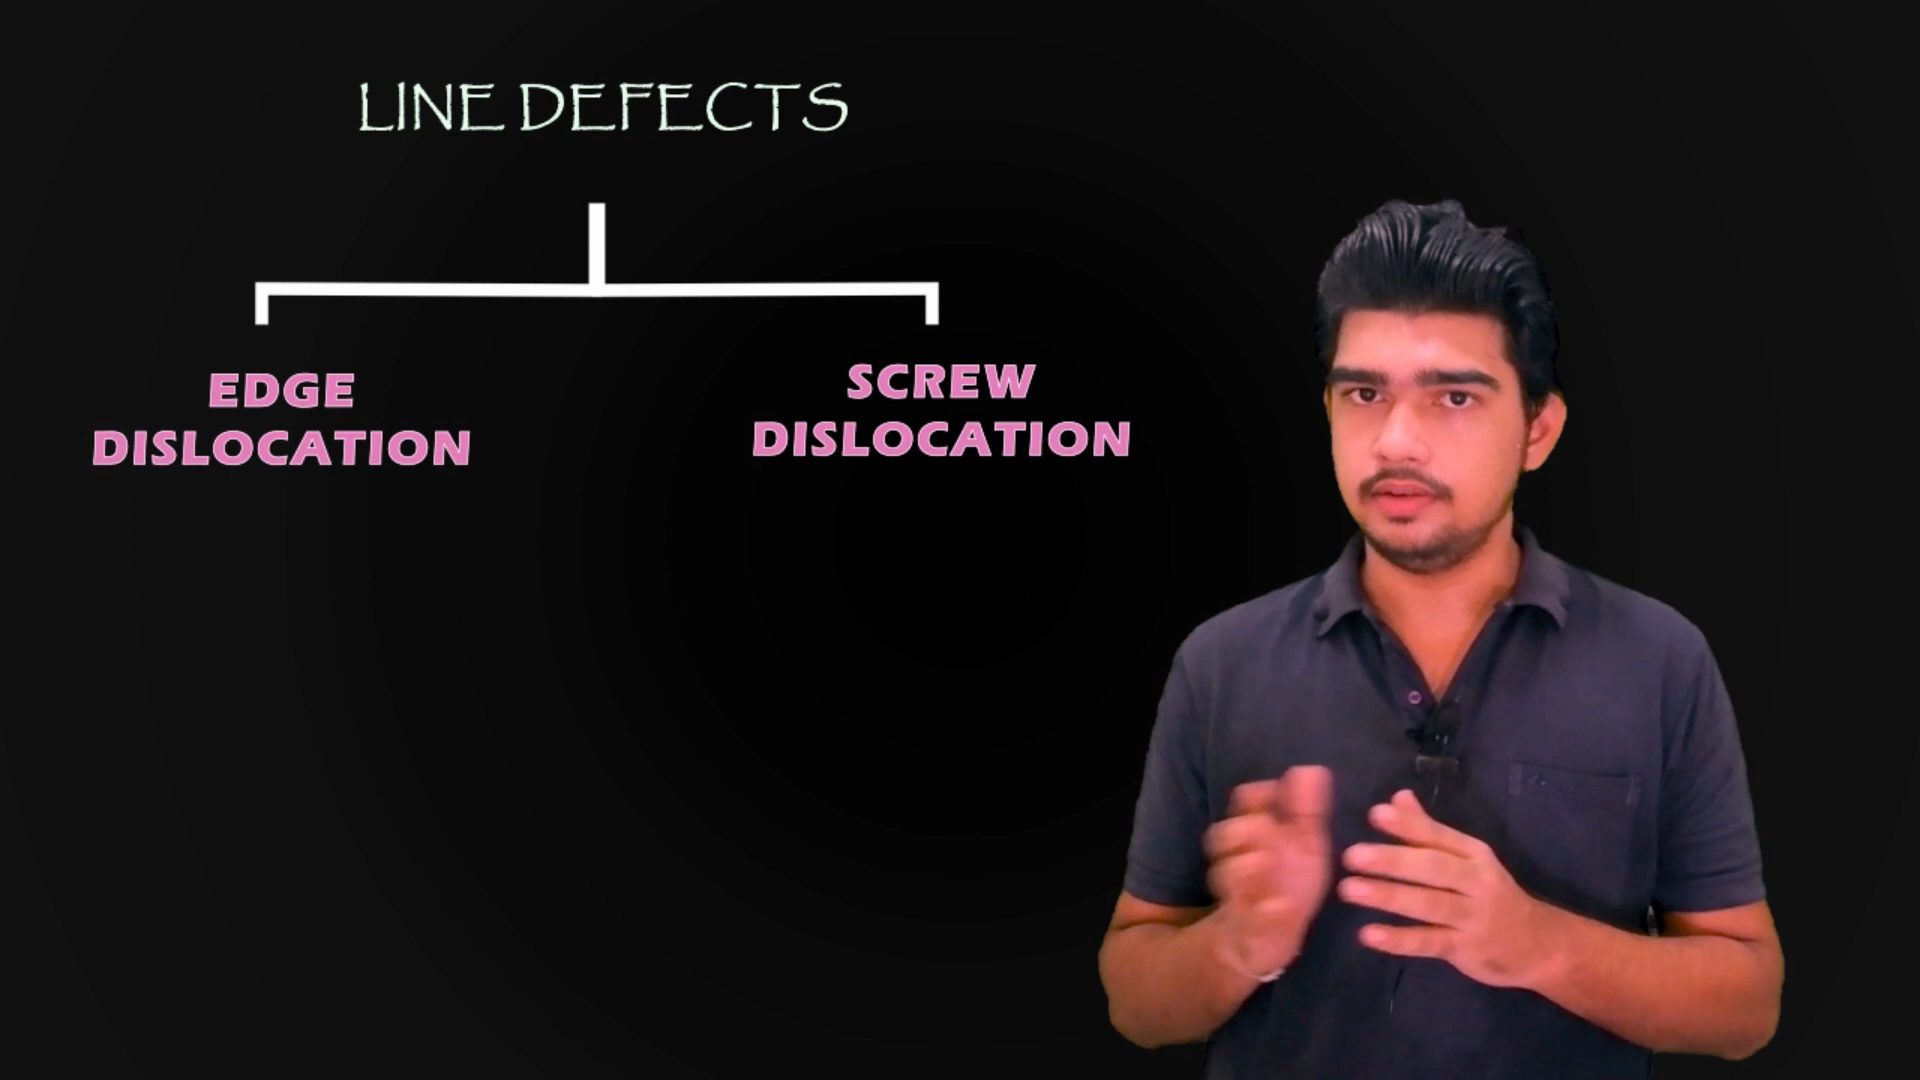 LINE DEFECTS
EDGE
DISLOCATION
SCREW
DISLOCATION